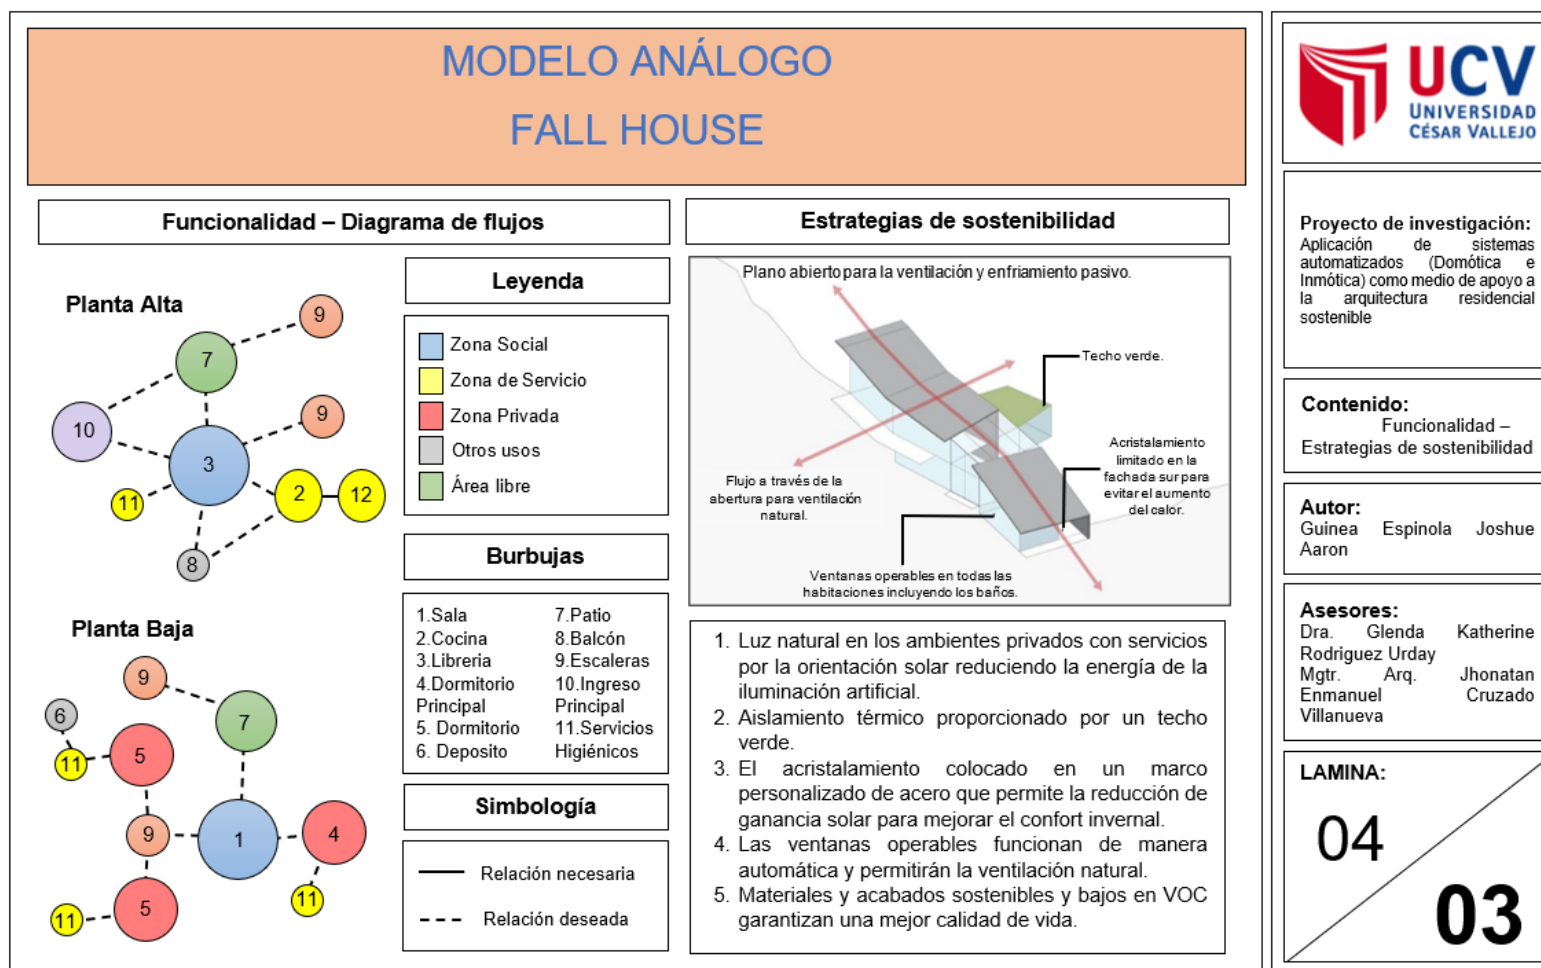 MODELO ANÁLOGO
FALL HOUSE
Funcionalidad – Diagrama de flujos
Planta Alta
9
7
10
9
3
11
2
12
8
Planta Baja
9
6
7
11
5
9
1
4
11
5
11
Leyenda
Zona Social
Zona de Servicio
Zona Privada
Otros usos
Área libre
Burbujas
1.Sala
2.Cocina
3.Libreria
4.Dormitorio
Principal
5. Dormitorio
6. Deposito
7.Patio
8.Balcón
9.Escaleras
10.Ingreso
Principal
11.Servicios
Higiénicos
Simbología
Relación necesaria
Relación deseada
Estrategias de sostenibilidad
Plano abierto para la ventilación y enfriamiento pasivo.
Techo verde.
Acristalamiento
limitado en la
fachada sur para
evitar el aumento
del calor.
Flujo a través de la
abertura para ventilación
natural.
Ventanas operables en todas las
habitaciones incluyendo los baños.
1. Luz natural en los ambientes privados con servicios
por la orientación solar reduciendo la energía de la
iluminación artificial.
2. Aislamiento térmico proporcionado por un techo
verde.
3. El acristalamiento colocado en un marco
personalizado de acero que permite la reducción de
ganancia solar para mejorar el confort invernal.
4. Las ventanas operables funcionan de manera
automática y permitirán la ventilación natural.
5. Materiales y acabados sostenibles y bajos en VOC
garantizan una mejor calidad de vida.
UCV
UNIVERSIDAD
CÉSAR VALLEJO
Proyecto de investigación:
Aplicación de sistemas
automatizados (Domótica e
Inmótica) como medio de apoyo a
la arquitectura residencial
sostenible
Contenido:
Funcionalidad –
Estrategias de sostenibilidad
Autor:
Guinea Espinola Joshue
Aaron
Asesores:
Dra. Glenda Katherine
Rodriguez Urday
Mgtr. Arq. Jhonatan
Enmanuel Cruzado
Villanueva
LAMINA:
04
03